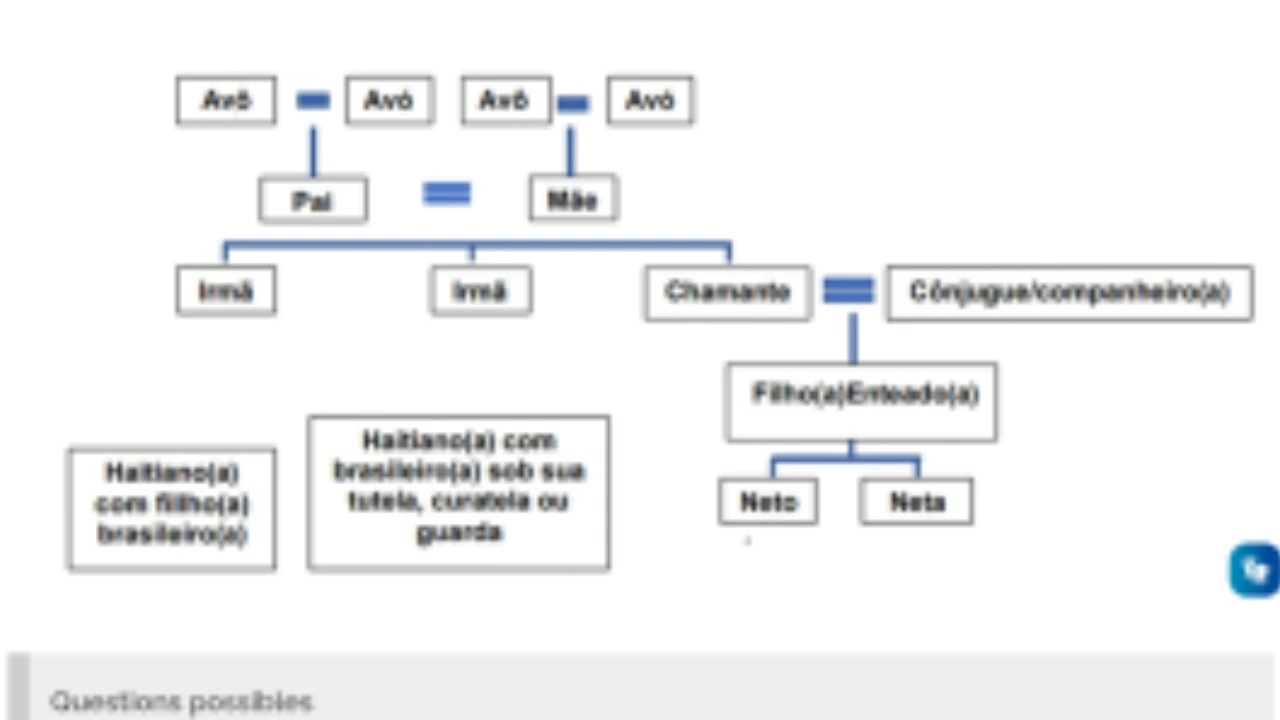 Avô
Avó
Avô
Avó
Pai
Mãe
Irmã
Irmã
Chamante
Cônjugue/companheiro(a)
Filho(a)Enteado(a)
Haitiano(a) com
brasileiro(a) sob sua
tutela, curatela ou
guarda
Haitiano(a)
com fiilho(a)
brasileiro(a)
Neto
Neta
Questions possibles